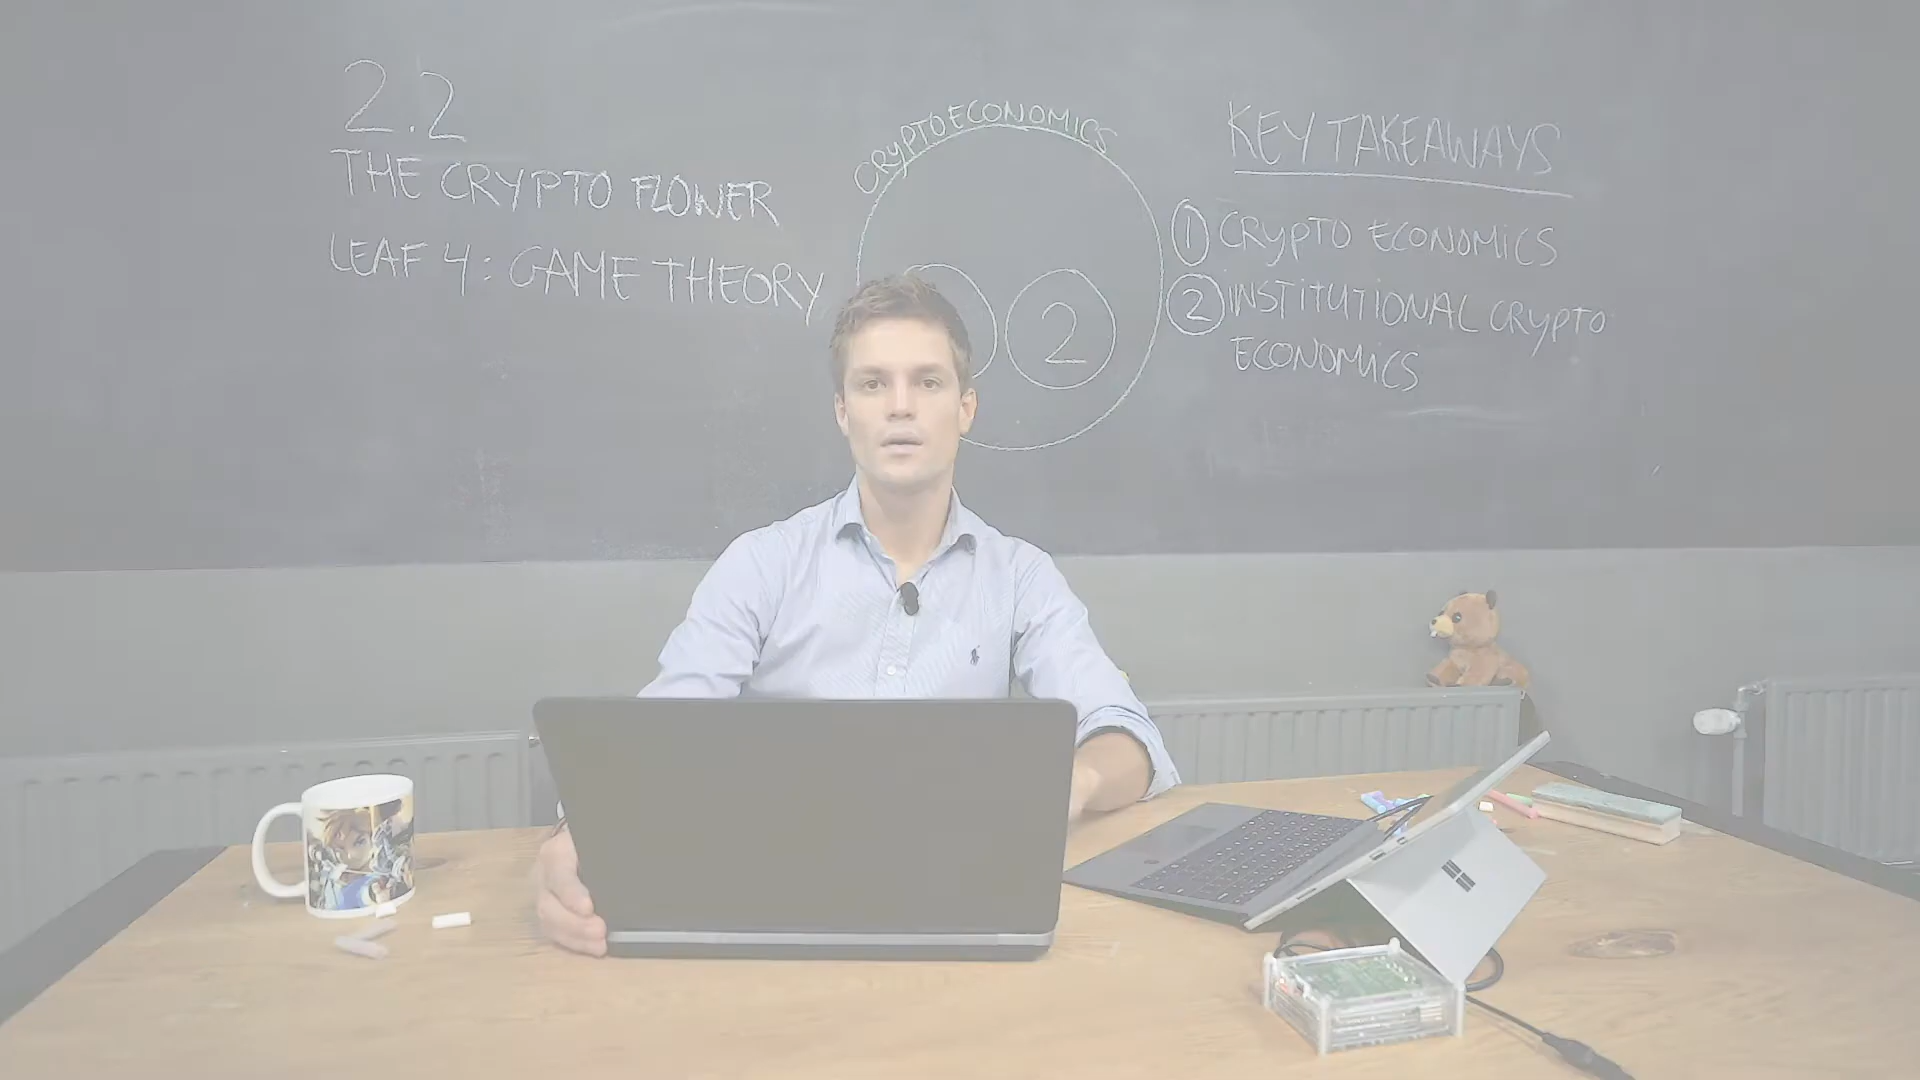 2.2
THE CRYPTO FLOWER
LEAF 4: GAME THEORY
CRYPTOECONOMICS
2
KEY TAKEAWAYS
① CRYPTO ECONOMICS
② INSTITUTIONAL CRYPTO
ECONOMICS